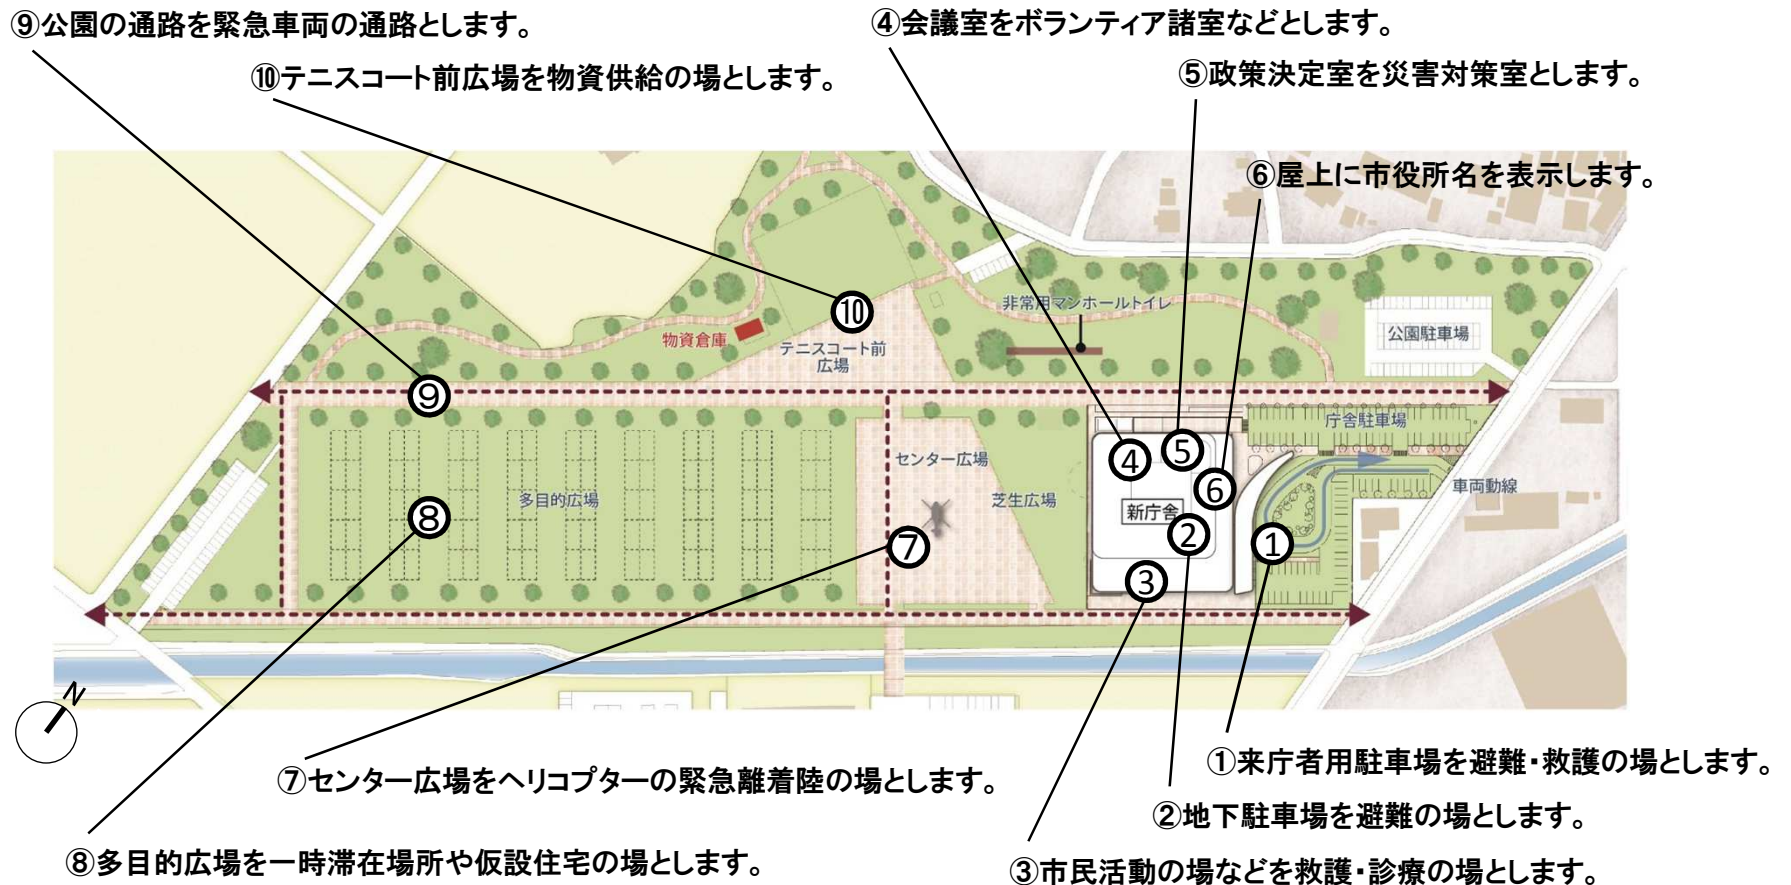 ⑨公園の通路を緊急車両の通路とします。
④会議室をボランティア諸室などとします。
⑩テニスコート前広場を物資供給の場とします。
⑤政策決定室を災害対策室とします。
⑥屋上に市役所名を表示します。
非常用マンホールトイレ
⑩
物資倉庫
テニスコート前
広場
公園駐車場
⑨
庁舎駐車場
④
⑤
センター広場
⑥
車両動線
⑧
多目的広場
芝生広場
新庁舎
②
⑦
①
③
N
①来庁者用駐車場を避難・救護の場とします。
⑦センター広場をヘリコプターの緊急離着陸の場とします。
②地下駐車場を避難の場とします。
⑧多目的広場を一時滞在場所や仮設住宅の場とします。
③市民活動の場などを救護・診療の場とします。